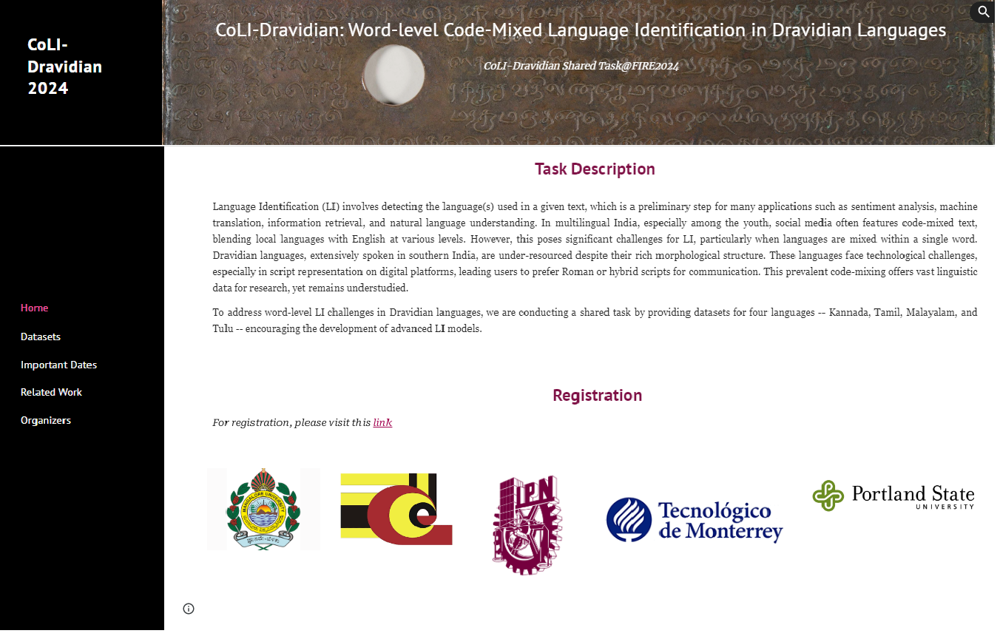 CoLI-
Dravidian
2024
CoLI-Dravidian: Word-level Code-Mixed Language Identification in Dravidian Languages
CoLI-Dravidian Shared Task@FIRE2024
Home
Datasets
Important Dates
Related Work
Organizers
Task Description
Language Identification (LI) involves detecting the language(s) used in a given text, which is a preliminary step for many applications such as sentiment analysis, machine
translation, information retrieval, and natural language understanding. In multilingual India, especially among the youth, social media often features code-mixed text,
blending local languages with English at various levels. However, this poses significant challenges for LI, particularly when languages are mixed within a single word.
Dravidian languages, extensively spoken in southern India, are under-resourced despite their rich morphological structure. These languages face technological challenges,
especially in script representation on digital platforms, leading users to prefer Roman or hybrid scripts for communication. This prevalent code-mixing offers vast linguistic
data for research, yet remains understudied.
To address word-level LI challenges in Dravidian languages, we are conducting a shared task by providing datasets for four languages -- Kannada, Tamil, Malayalam, and
Tulu -- encouraging the development of advanced LI models.
Registration
For registration, please visit this link
MANGALORE UNIVERSITY
IPN
Tecnológico
de Monterrey
Portland State
UNIVERSITY